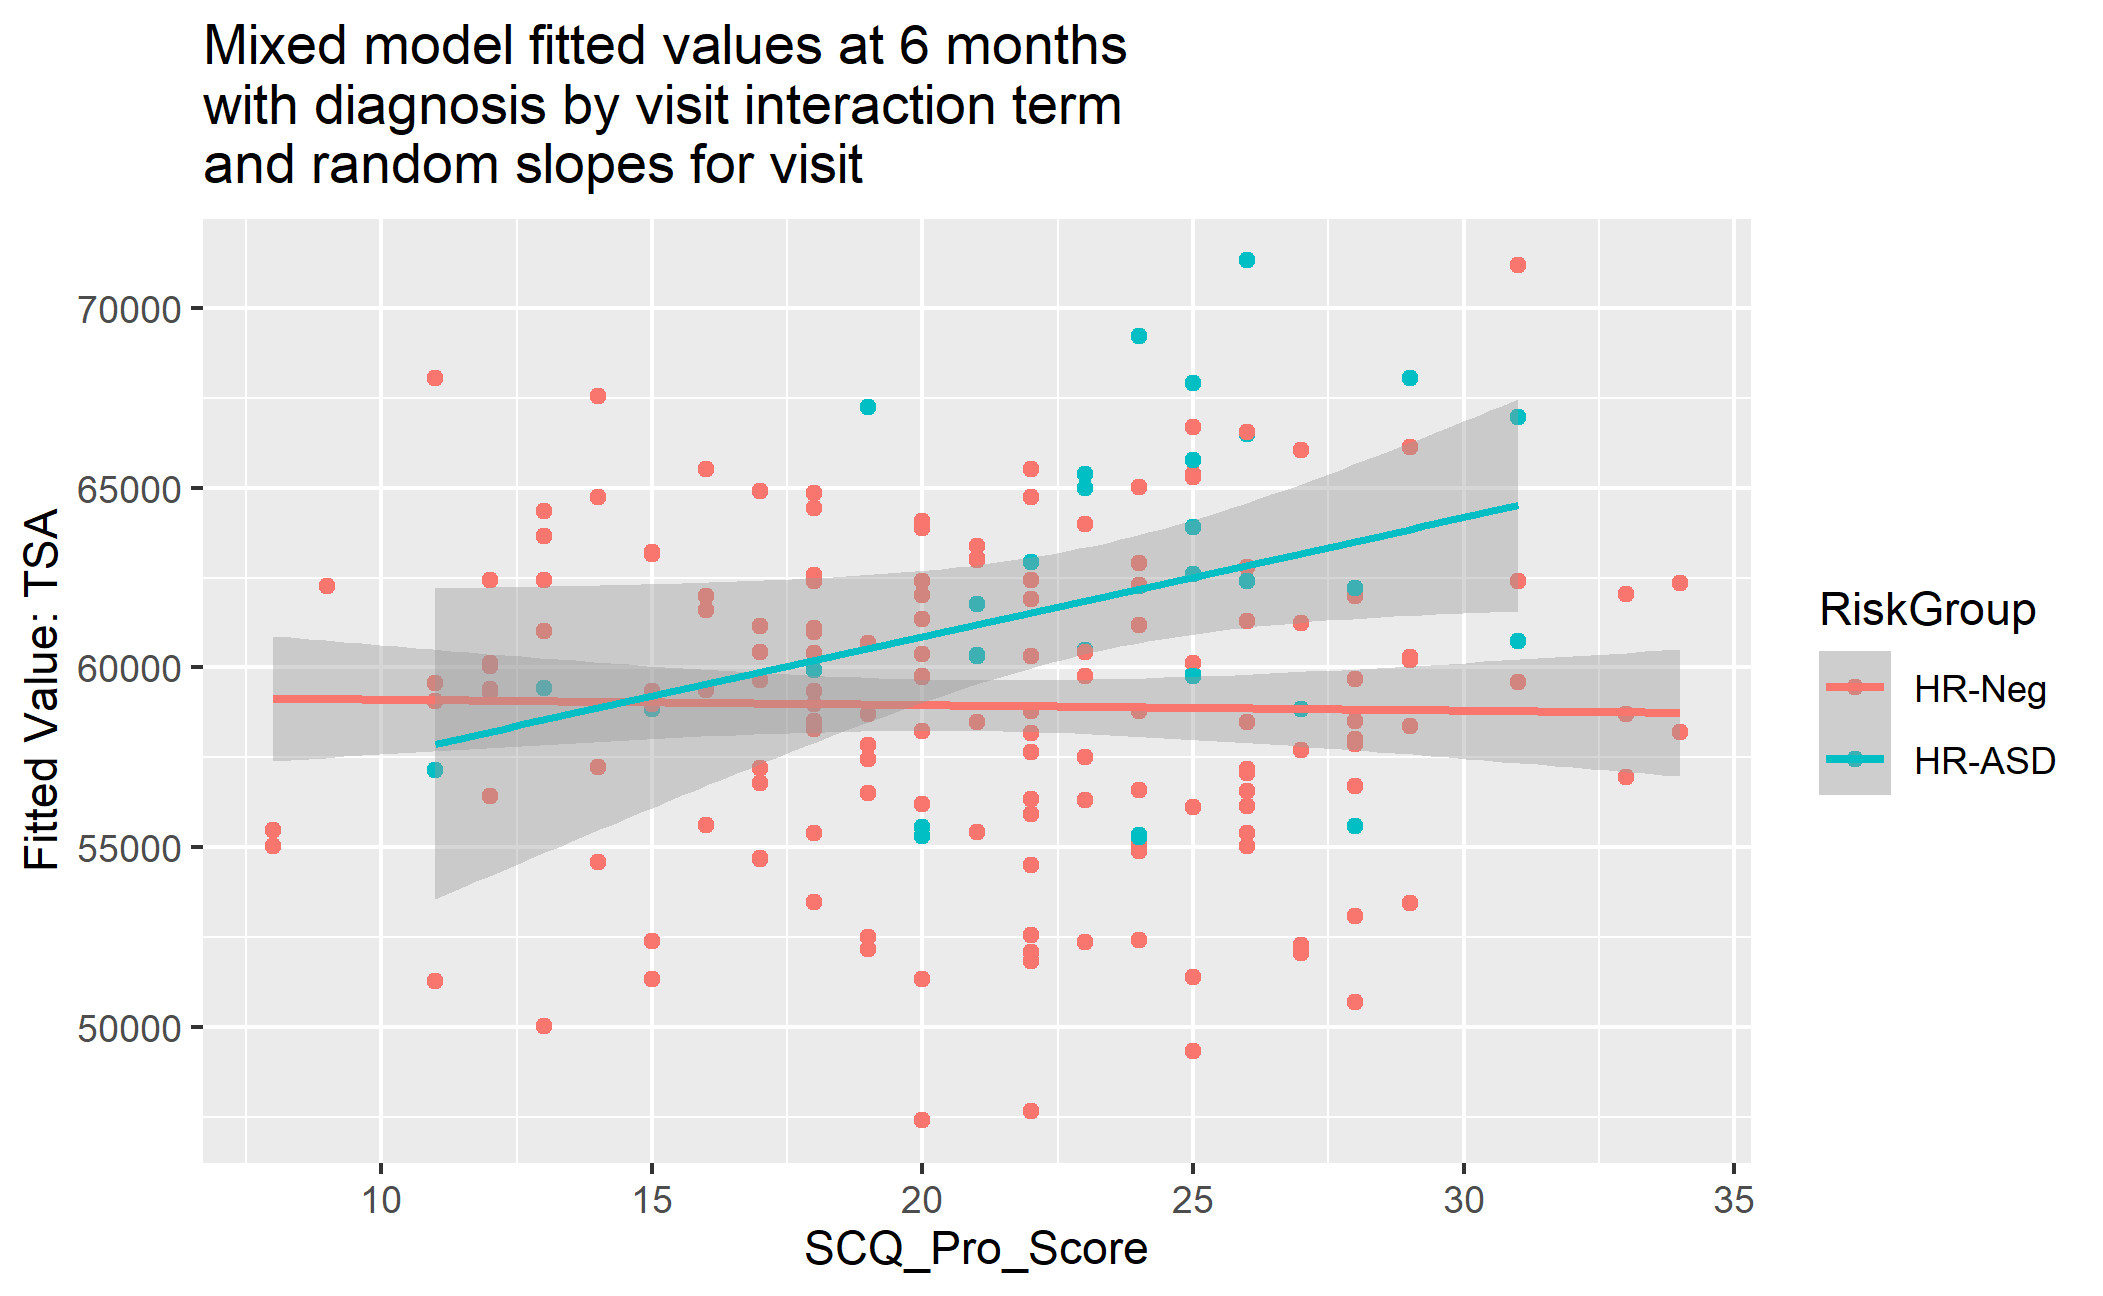 Mixed model fitted values at 6 months
with diagnosis by visit interaction term
and random slopes for visit
Fitted Value: TSA
70000
65000
60000
55000
50000
10
15
20
25
30
35
SCQ_Pro_Score
RiskGroup
HR-Neg
HR-ASD